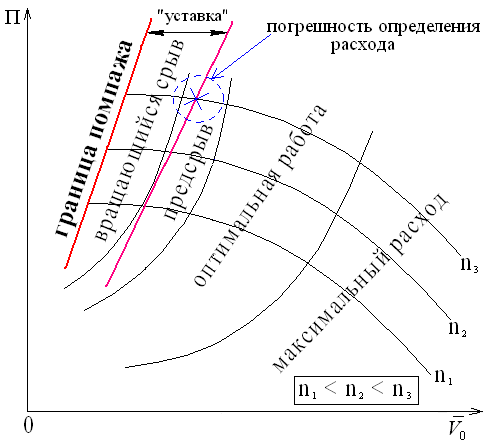 П
"уставка"
погрешность определения
расхода
граница помпажа
вращающийся срыв
предсрыв
оптимальная работа
максимальный расход
n₃
n₂
n₁
n₁ < n₂ < n₃
0
V̅₀